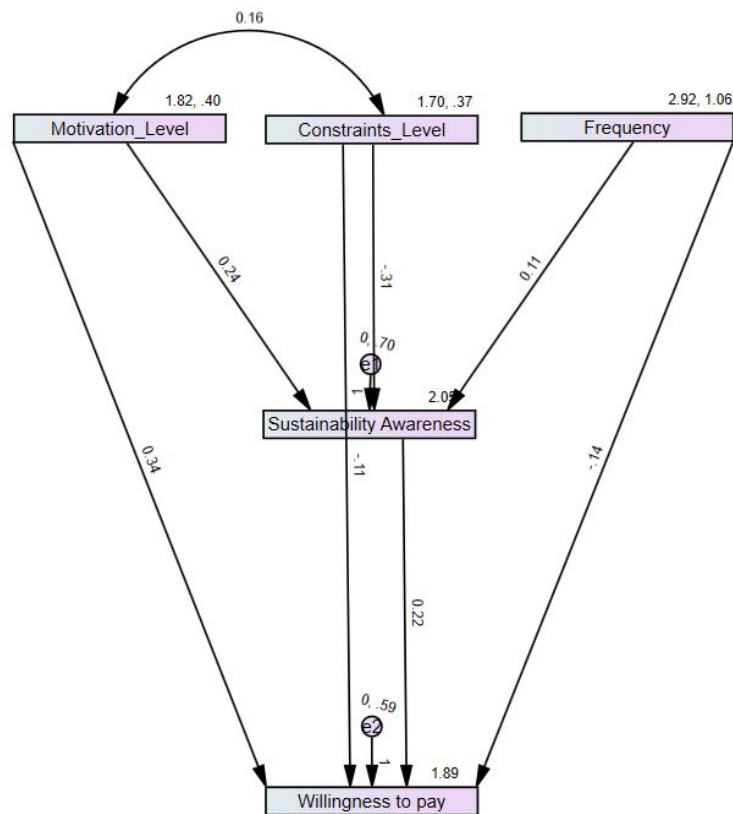 0.16
1.82, .40
1.70, .37
2.92, 1.06
Motivation_Level
Constraints_Level
Frequency
0.24
-.31
0.11
0, .70
e1
1
2.05
Sustainability Awareness
0.34
-.11
-.14
0.22
0, .59
e2
1
1.89
Willingness to pay